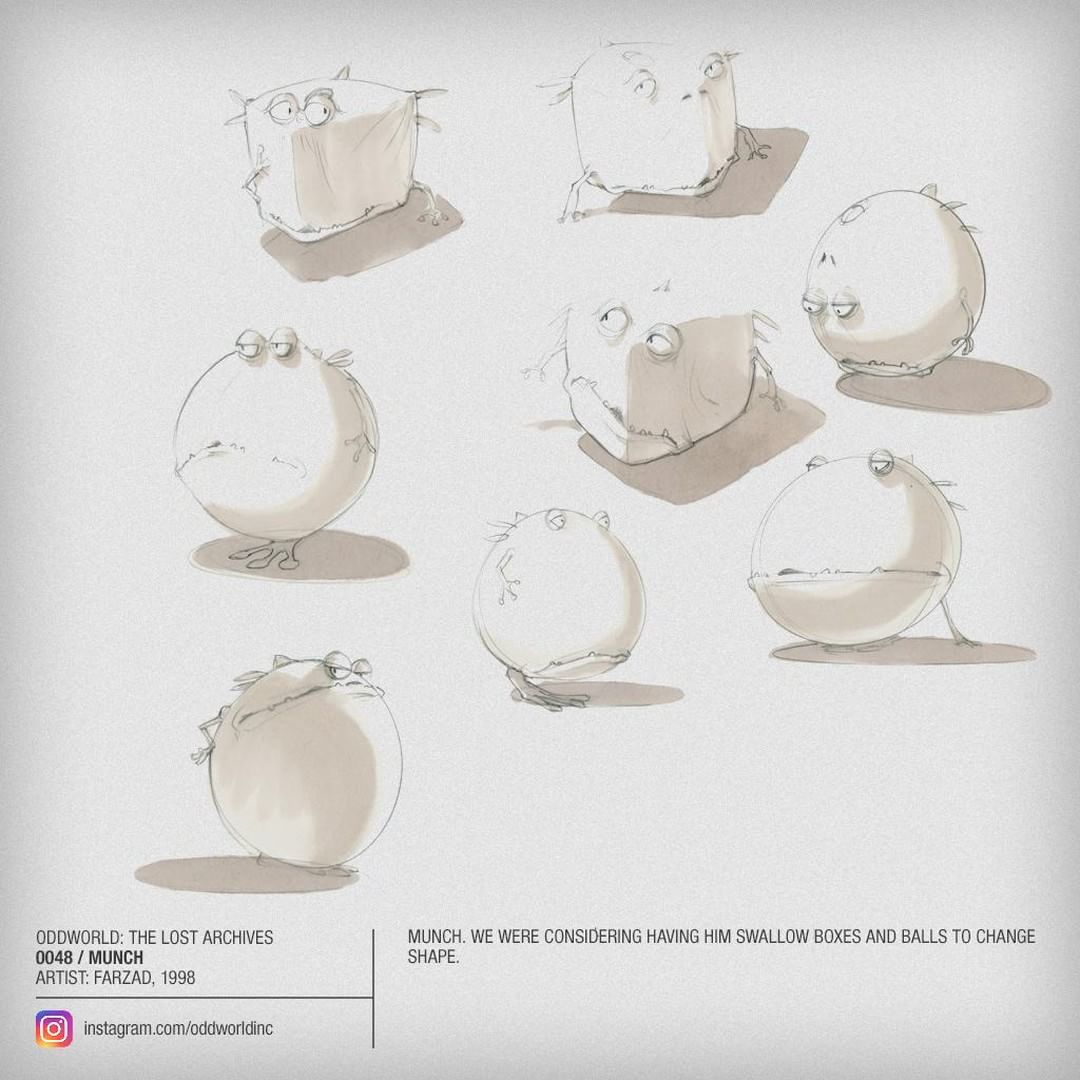 ODDWORLD: THE LOST ARCHIVES
0048 / MUNCH
ARTIST: FARZAD, 1998
instagram.com/oddworldinc
MUNCH. WE WERE CONSIDERING HAVING HIM SWALLOW BOXES AND BALLS TO CHANGE
SHAPE.